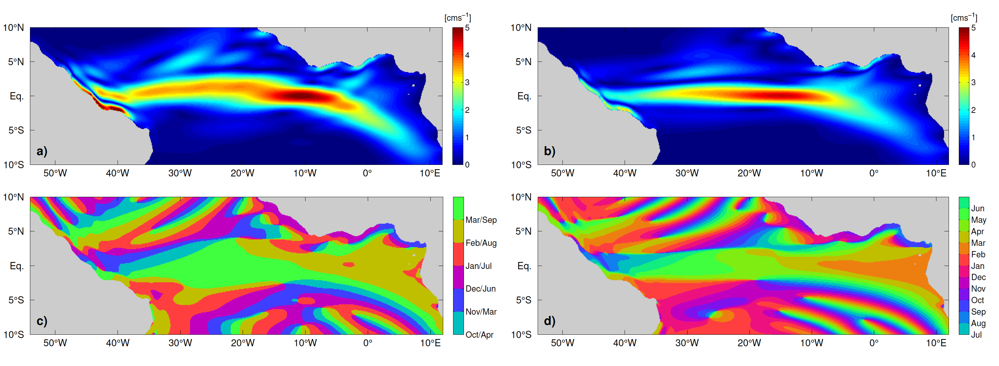 [cms−1]
10°N
5°N
Eq.
5°S
10°S
a)
50°W 40°W 30°W 20°W 10°W 0° 10°E
5
4
3
2
1
0
[cms−1]
10°N
5°N
Eq.
5°S
10°S
b)
50°W 40°W 30°W 20°W 10°W 0° 10°E
5
4
3
2
1
0
10°N
5°N
Eq.
5°S
10°S
c)
50°W 40°W 30°W 20°W 10°W 0° 10°E
Mar/Sep
Feb/Aug
Jan/Jul
Dec/Jun
Nov/Mar
Oct/Apr
10°N
5°N
Eq.
5°S
10°S
d)
50°W 40°W 30°W 20°W 10°W 0° 10°E
Jun
May
Apr
Mar
Feb
Jan
Dec
Nov
Oct
Sep
Aug
Jul